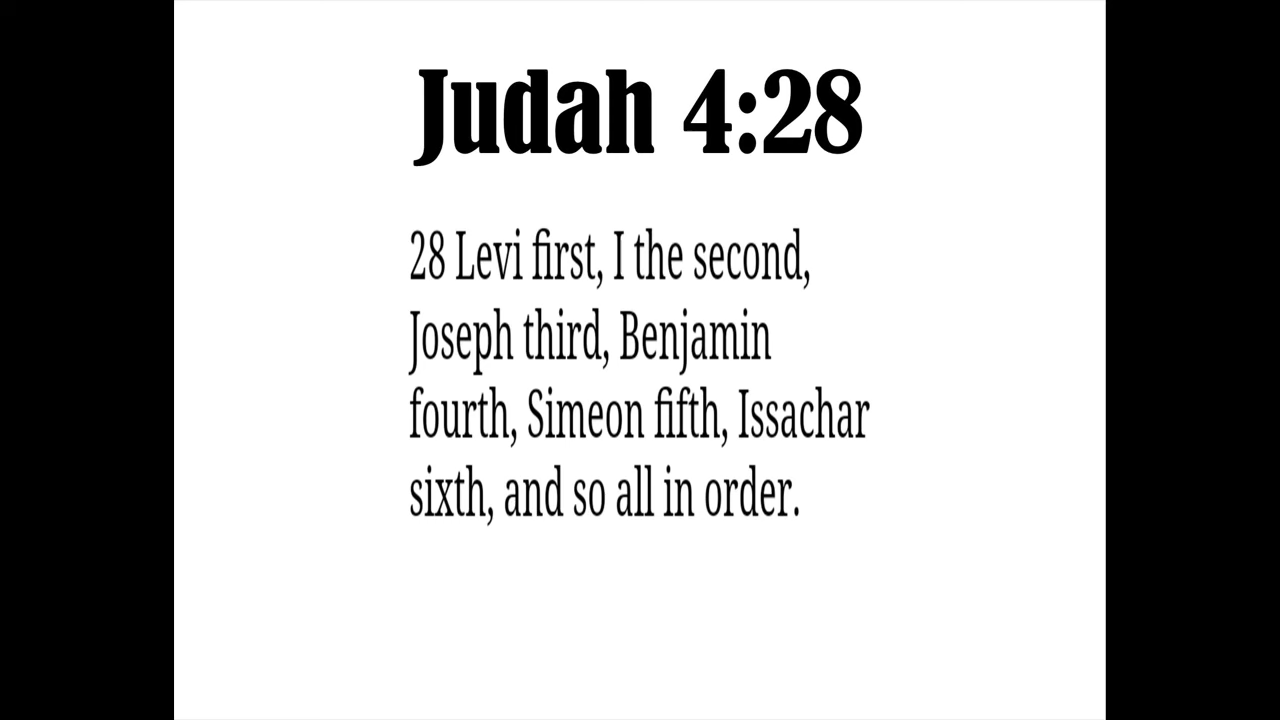 Judah 4:28
28 Levi first, I the second,
Joseph third, Benjamin
fourth, Simeon fifth, Issachar
sixth, and so all in order.